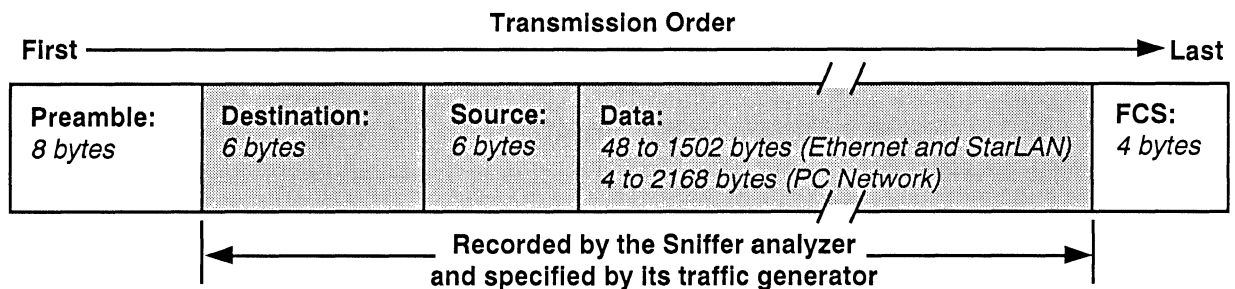 Transmission Order
First
Last
Preamble:
8 bytes
Destination:
6 bytes
Source:
6 bytes
Data:
48 to 1502 bytes (Ethernet and StarLAN)
4 to 2168 bytes (PC Network)
FCS:
4 bytes
Recorded by the Sniffer analyzer
and specified by its traffic generator